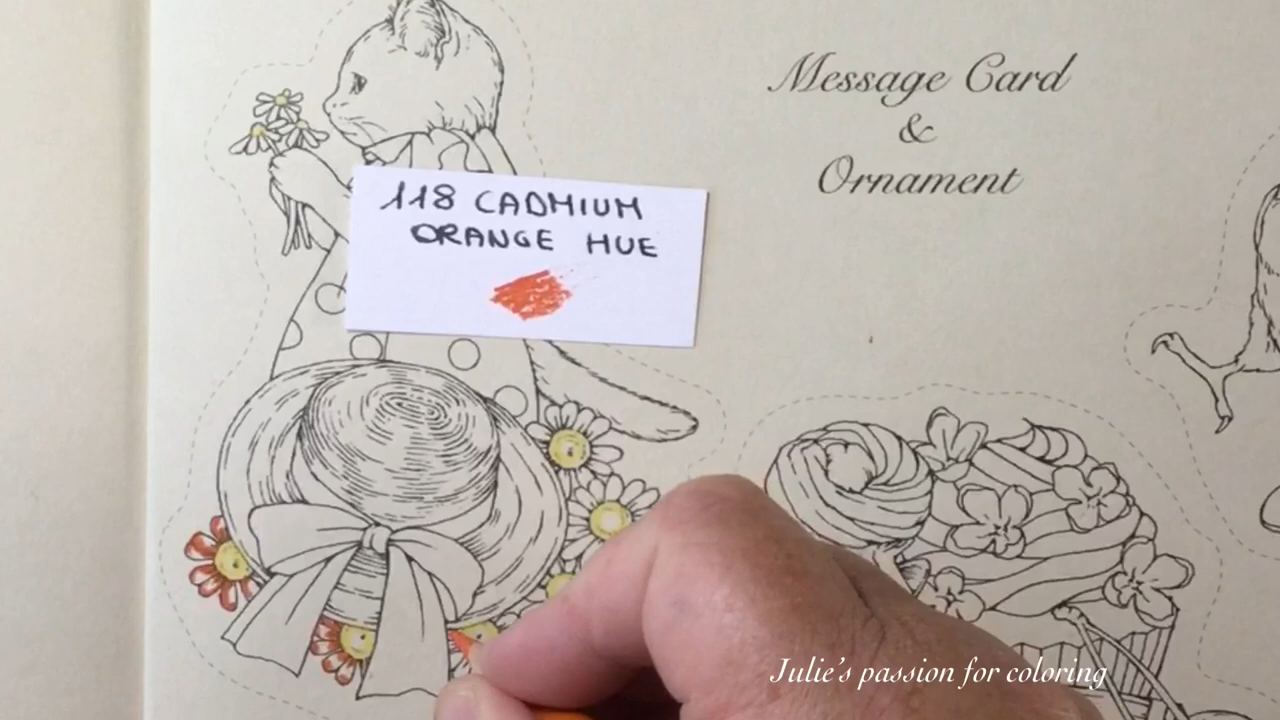 Message Card
&
Ornament
118 CADMIUM
ORANGE HUE
Julie's passion for coloring